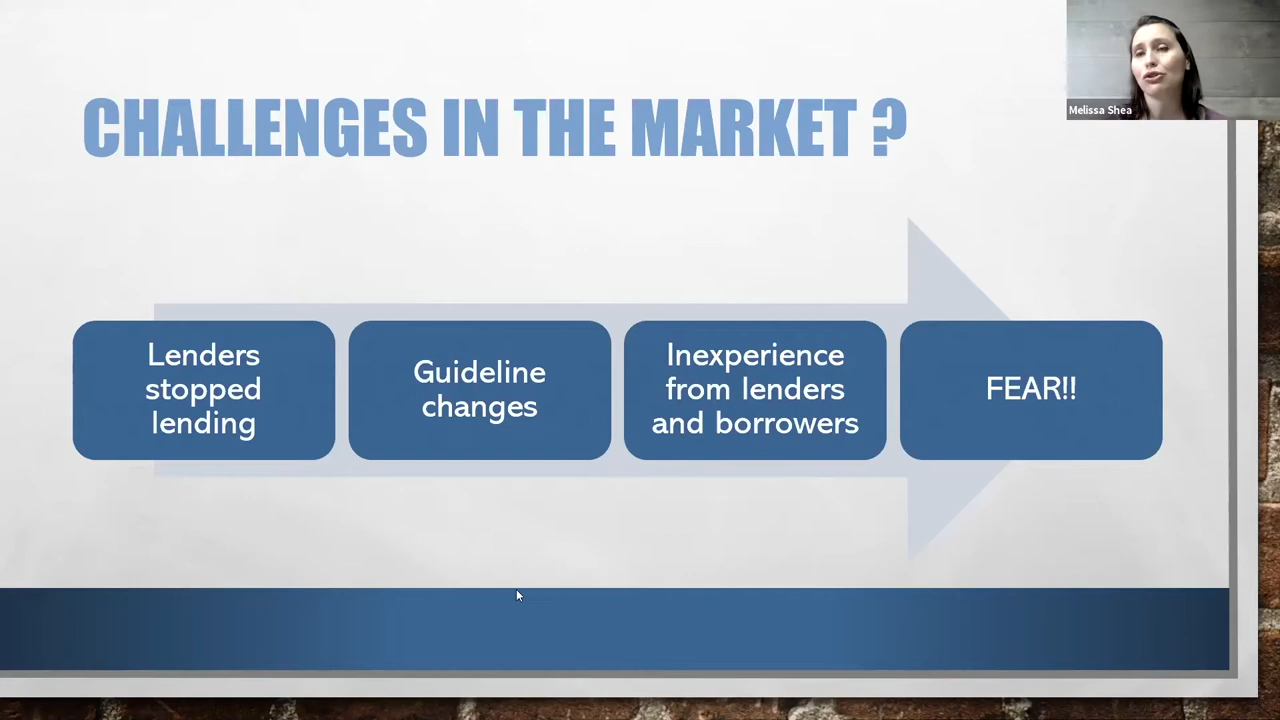 Melissa Shea
CHALLENGES IN THE MARKET ?
Lenders
stopped
lending
Guideline
changes
Inexperience
from lenders
and borrowers
FEAR!!